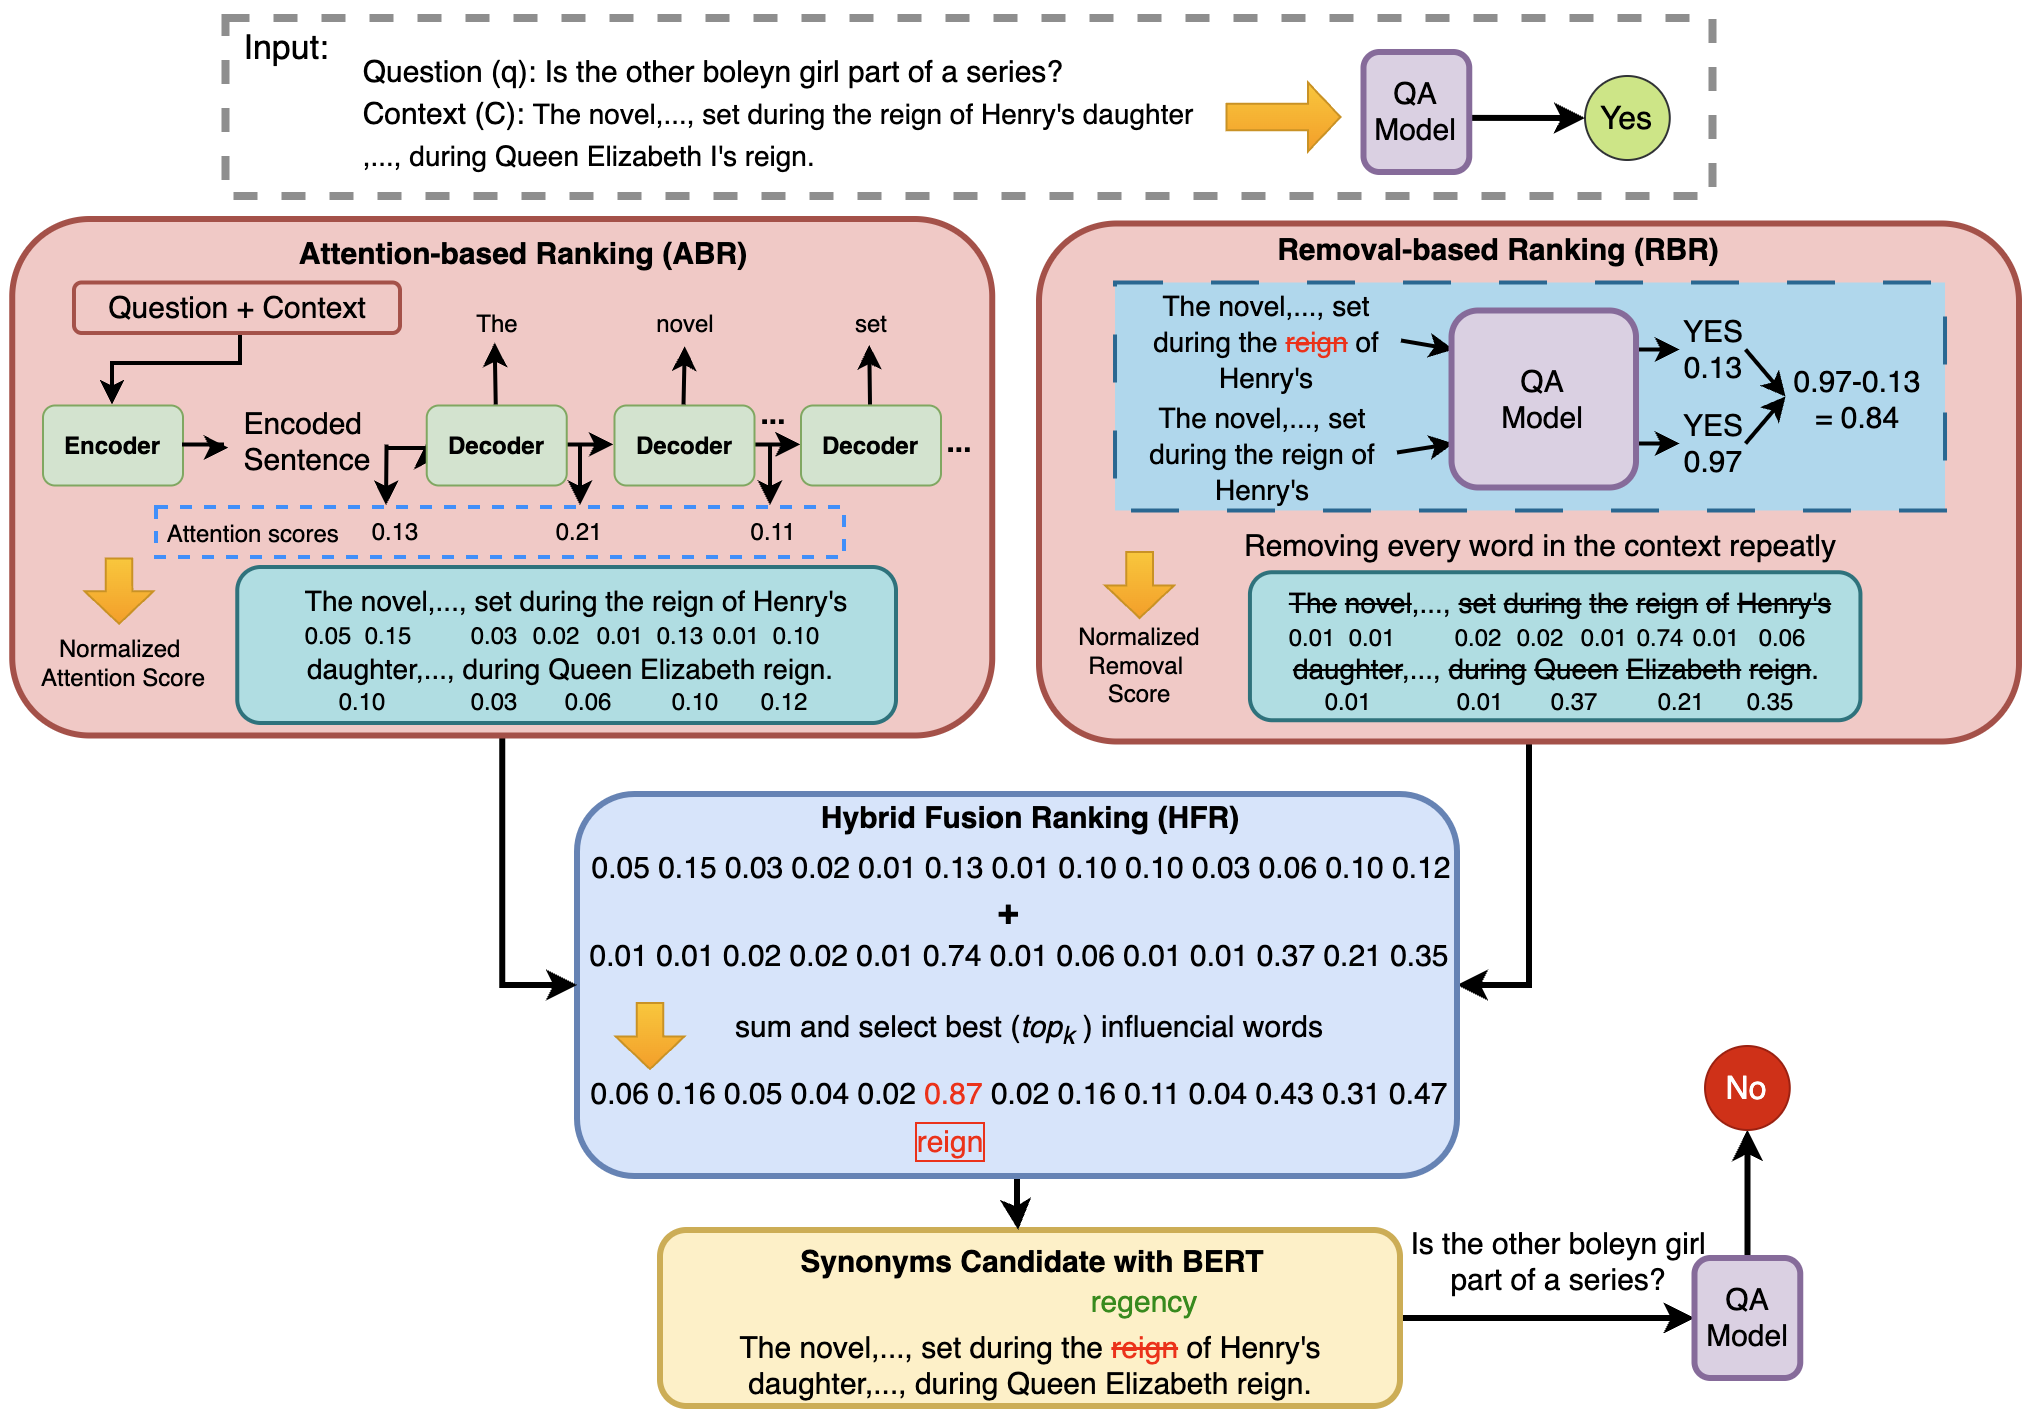 Input:
Question (q): Is the other boleyn girl part of a series?
Context (C): The novel,..., set during the reign of Henry's daughter
,..., during Queen Elizabeth I's reign.
QA
Model
Yes
Attention-based Ranking (ABR)
Question + Context
The
novel
set
Encoder
Encoded
Sentence
Decoder
Decoder
...
Decoder
...
Attention scores 0.13 0.21 0.11
Normalized
Attention Score
The novel,..., set during the reign of Henry's
0.05 0.15 0.03 0.02 0.01 0.13 0.01 0.10
daughter,..., during Queen Elizabeth reign.
0.10 0.03 0.06 0.10 0.12
Removal-based Ranking (RBR)
The novel,..., set
during the reign of
Henry's
The novel,..., set
during the reign of
Henry's
QA
Model
YES
0.13
YES
0.97
0.97-0.13
= 0.84
Removing every word in the context repeatly
Normalized
Removal
Score
The novel,..., set during the reign of Henry's
0.01 0.01 0.02 0.02 0.01 0.74 0.01 0.06
daughter,..., during Queen Elizabeth reign.
0.01 0.01 0.37 0.21 0.35
Hybrid Fusion Ranking (HFR)
0.05 0.15 0.03 0.02 0.01 0.13 0.01 0.10 0.10 0.03 0.06 0.10 0.12
+
0.01 0.01 0.02 0.02 0.01 0.74 0.01 0.06 0.01 0.01 0.37 0.21 0.35
sum and select best (top_k) influencial words
0.06 0.16 0.05 0.04 0.02 0.87 0.02 0.16 0.11 0.04 0.43 0.31 0.47
reign
Synonyms Candidate with BERT
regency
The novel,..., set during the reign of Henry's
daughter,..., during Queen Elizabeth reign.
Is the other boleyn girl
part of a series?
QA
Model
No